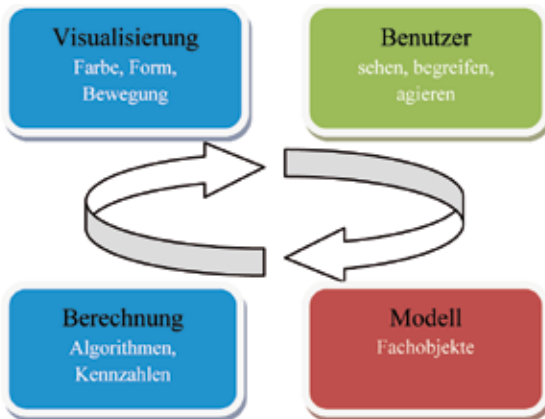 Visualisierung
Farbe, Form,
Bewegung
Benutzer
sehen, begreifen,
agieren
Berechnung
Algorithmen,
Kennzahlen
Modell
Fachobjekte